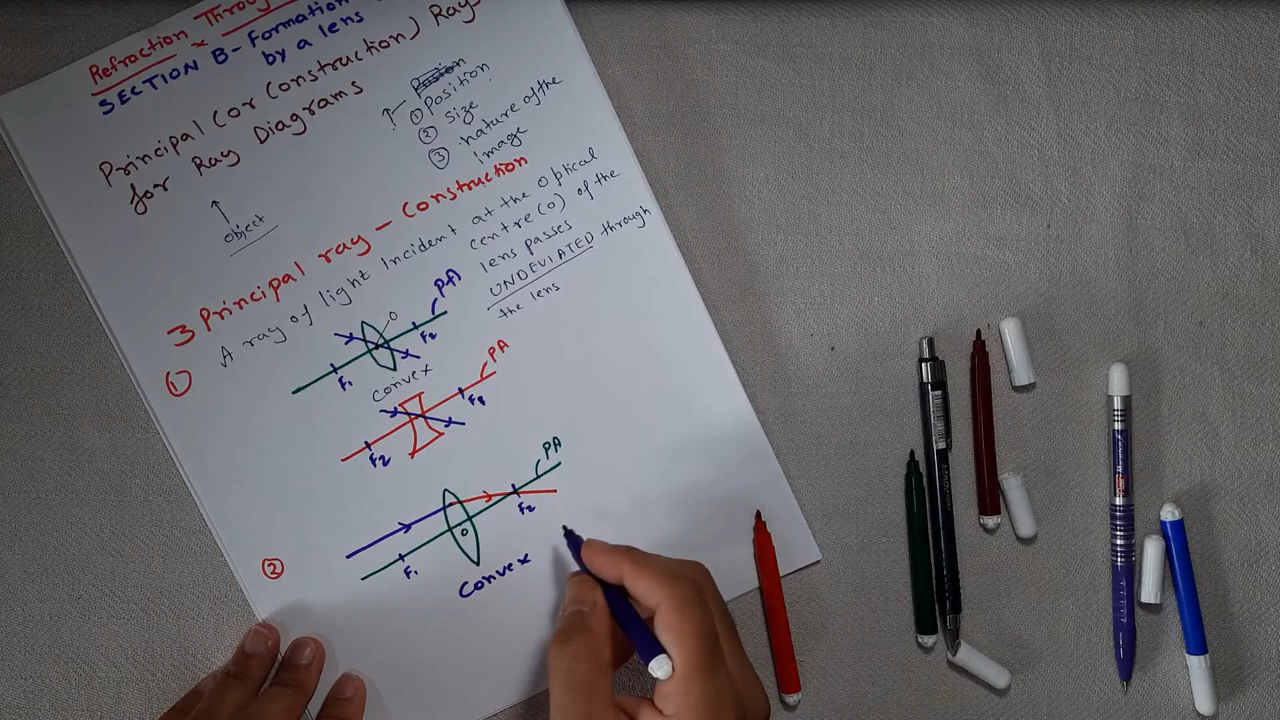 Refraction Throug
SECTION B- Formation
by a lens
Principal (or Construction) Rays
for Ray Diagrams
① Position
② Size
③ nature of the
Image
↑
object
3 Principal ray - Construction
① A ray of light Incident at the Optical
centre (O) of the
lens passes
UNDEVIATED through
the lens
O
PA
F1
F2
Convex
PA
F2
F1
②
PA
O
F1
F2
Convex